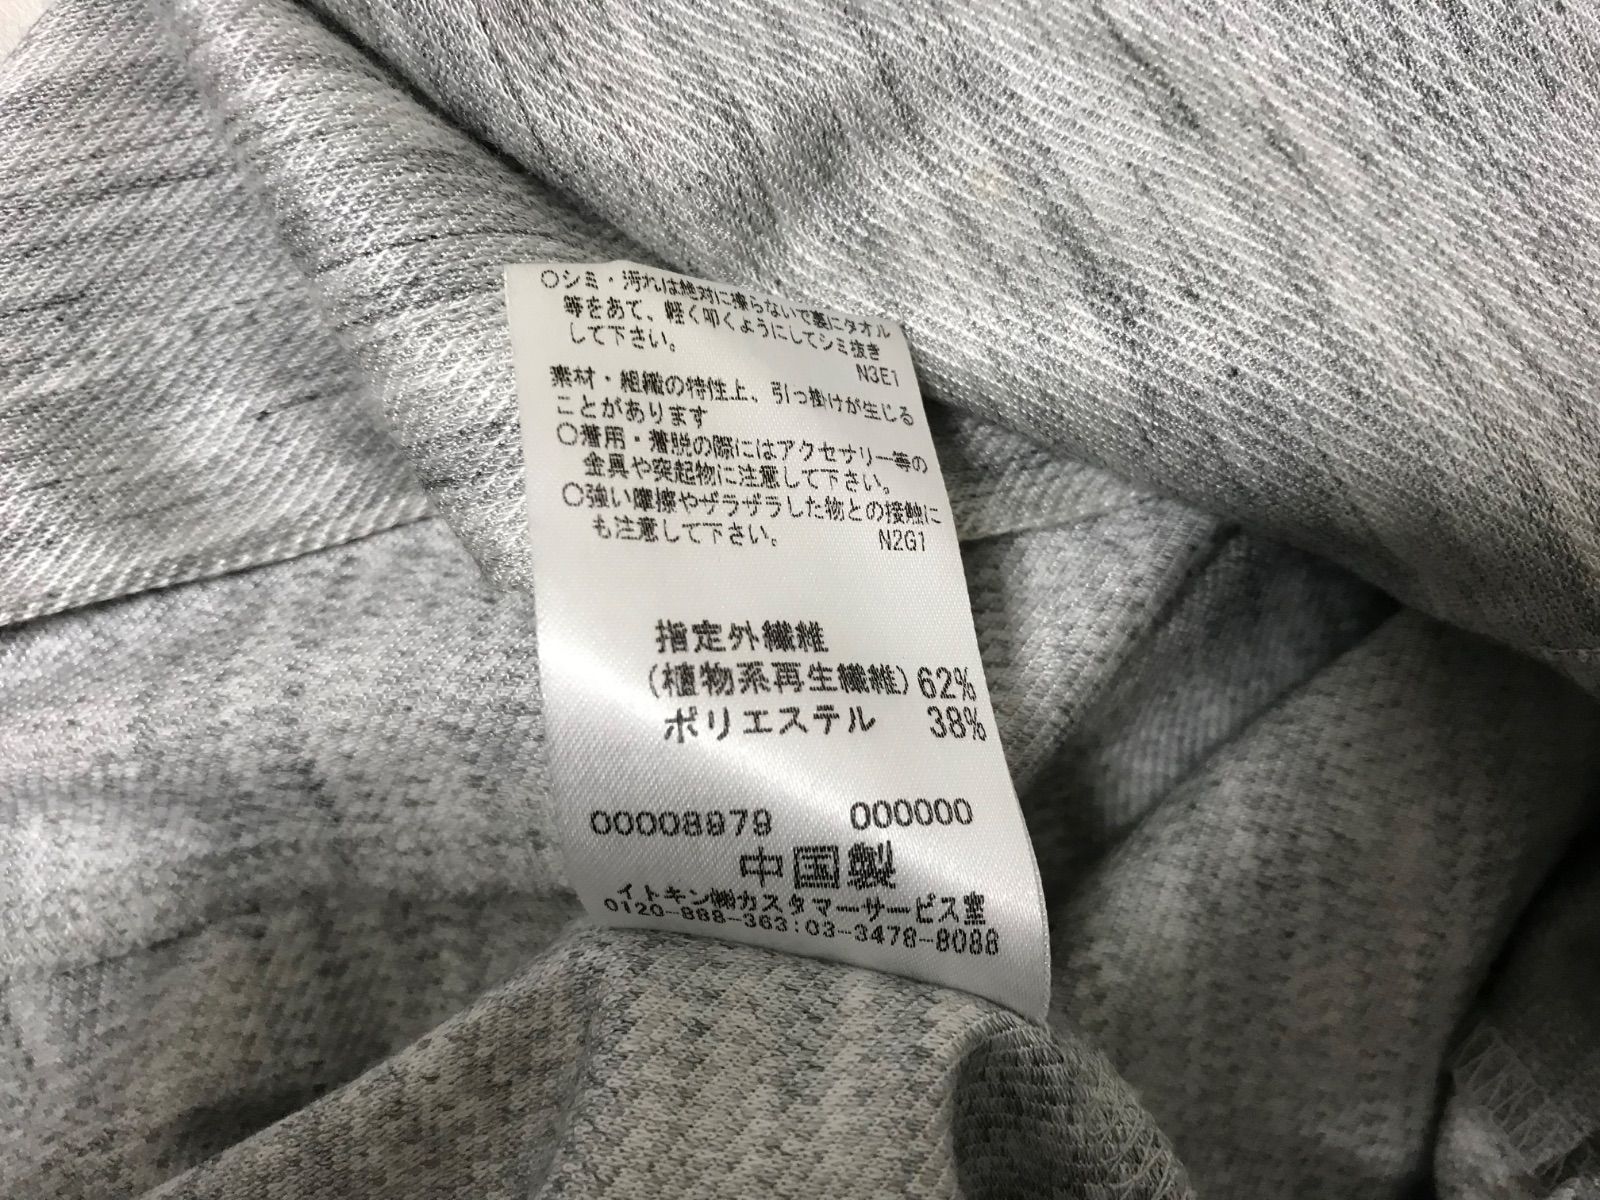 ○シミ・汚れは絶対に擦らないで裏にタオル
等をあて、軽く叩くようにしてシミ抜き
して下さい。
N3E1
素材・組織の特性上、引っ掛けが生じる
ことがあります
○着用・着脱の際にはアクセサリー等の
金具や突起物に注意して下さい。
○強い摩擦やザラザラした物との接触に
も注意して下さい。 N2G1
指定外繊維
(植物系再生繊維) 62%
ポリエステル 38%
00008979 000000
中国製
イトキン㈱カスタマーサービス室
0120-888-363:03-3478-8088